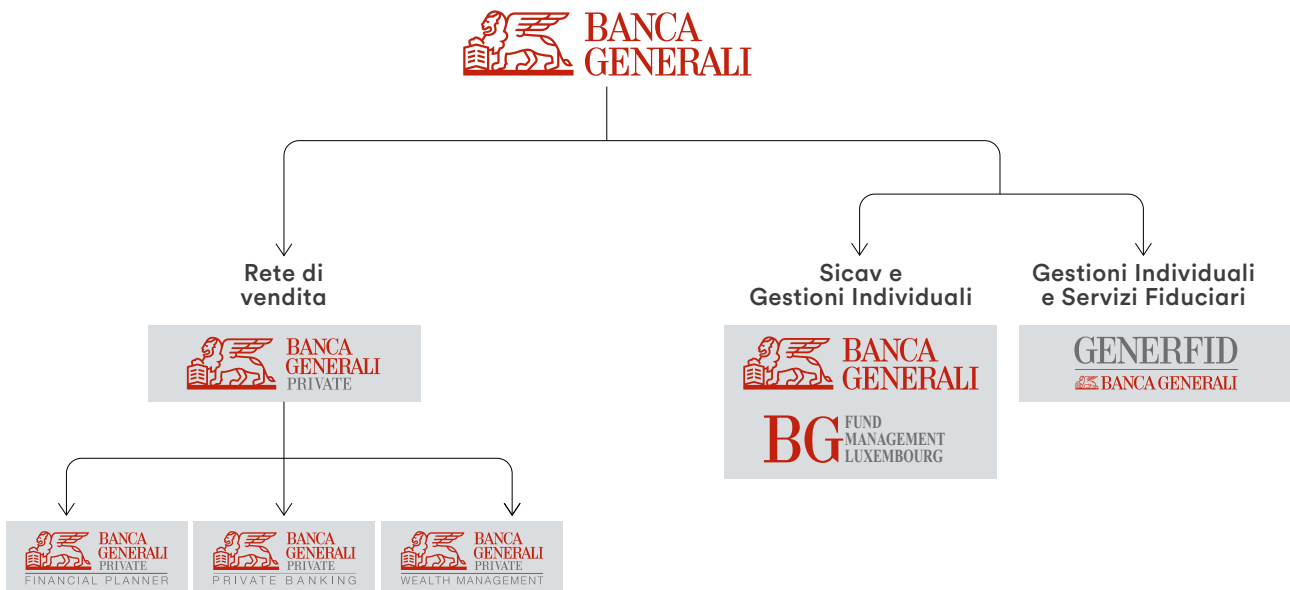 BANCA
GENERALI
Rete di
vendita
BANCA
GENERALI
PRIVATE
BANCA
GENERALI
PRIVATE
FINANCIAL PLANNER
BANCA
GENERALI
PRIVATE
PRIVATE BANKING
BANCA
GENERALI
PRIVATE
WEALTH MANAGEMENT
Sicav e
Gestioni Individuali
BANCA
GENERALI
BG
FUND
MANAGEMENT
LUXEMBOURG
Gestioni Individuali
e Servizi Fiduciari
GENERFID
BANCA GENERALI